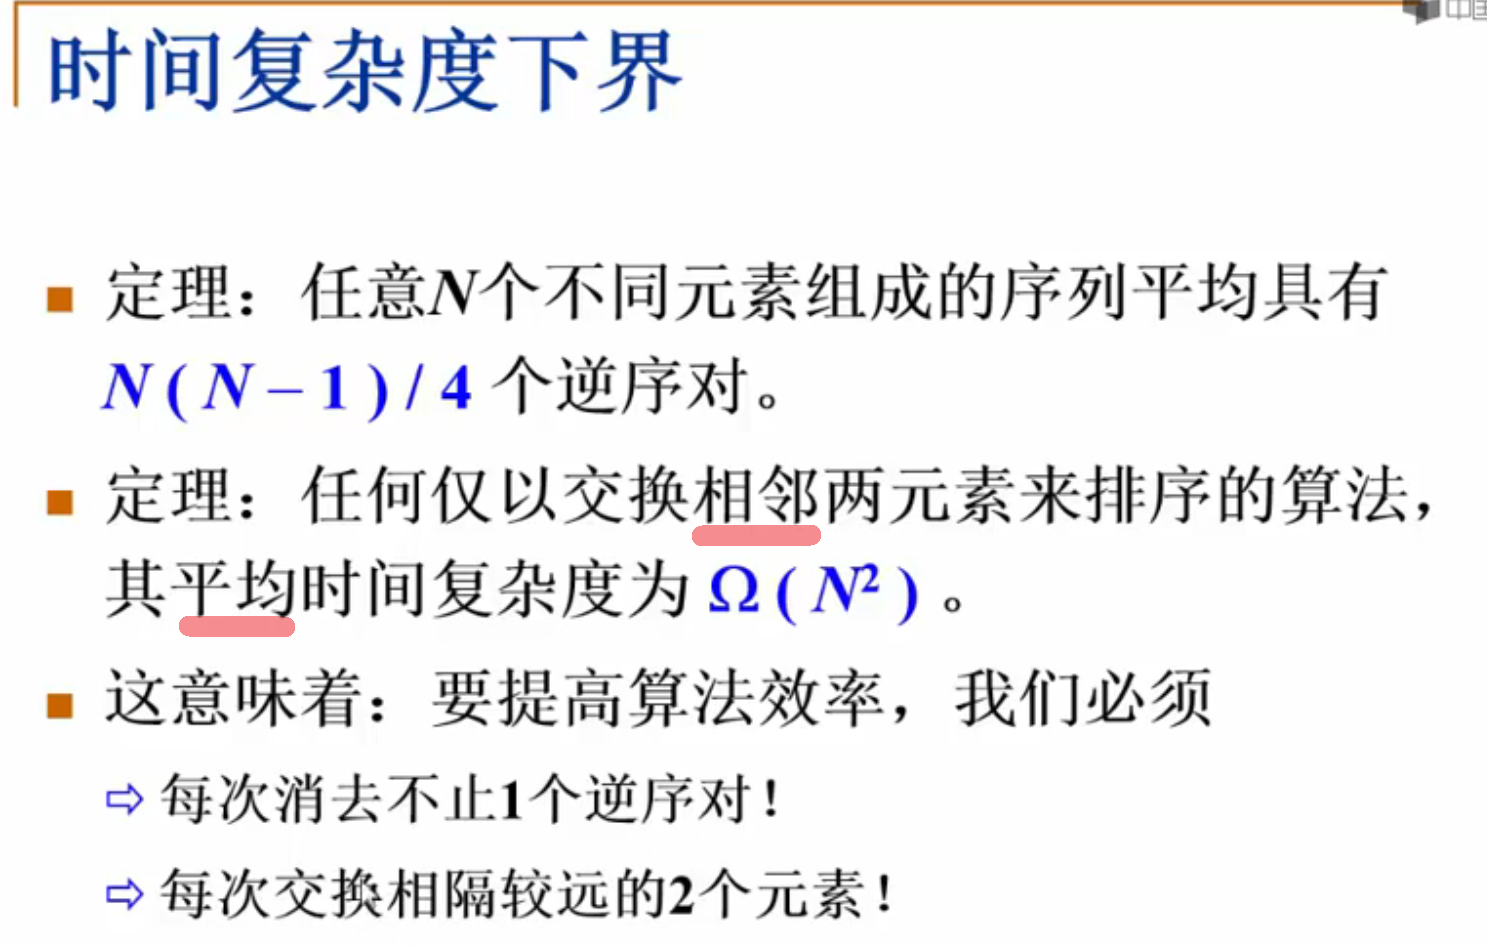 中国
时间复杂度下界
定理：任意N个不同元素组成的序列平均具有
N ( N – 1 ) / 4 个逆序对。
定理：任何仅以交换相邻两元素来排序的算法，
其平均时间复杂度为 Ω ( N² ) 。
这意味着：要提高算法效率，我们必须
每次消去不止1个逆序对！
每次交换相隔较远的2个元素！